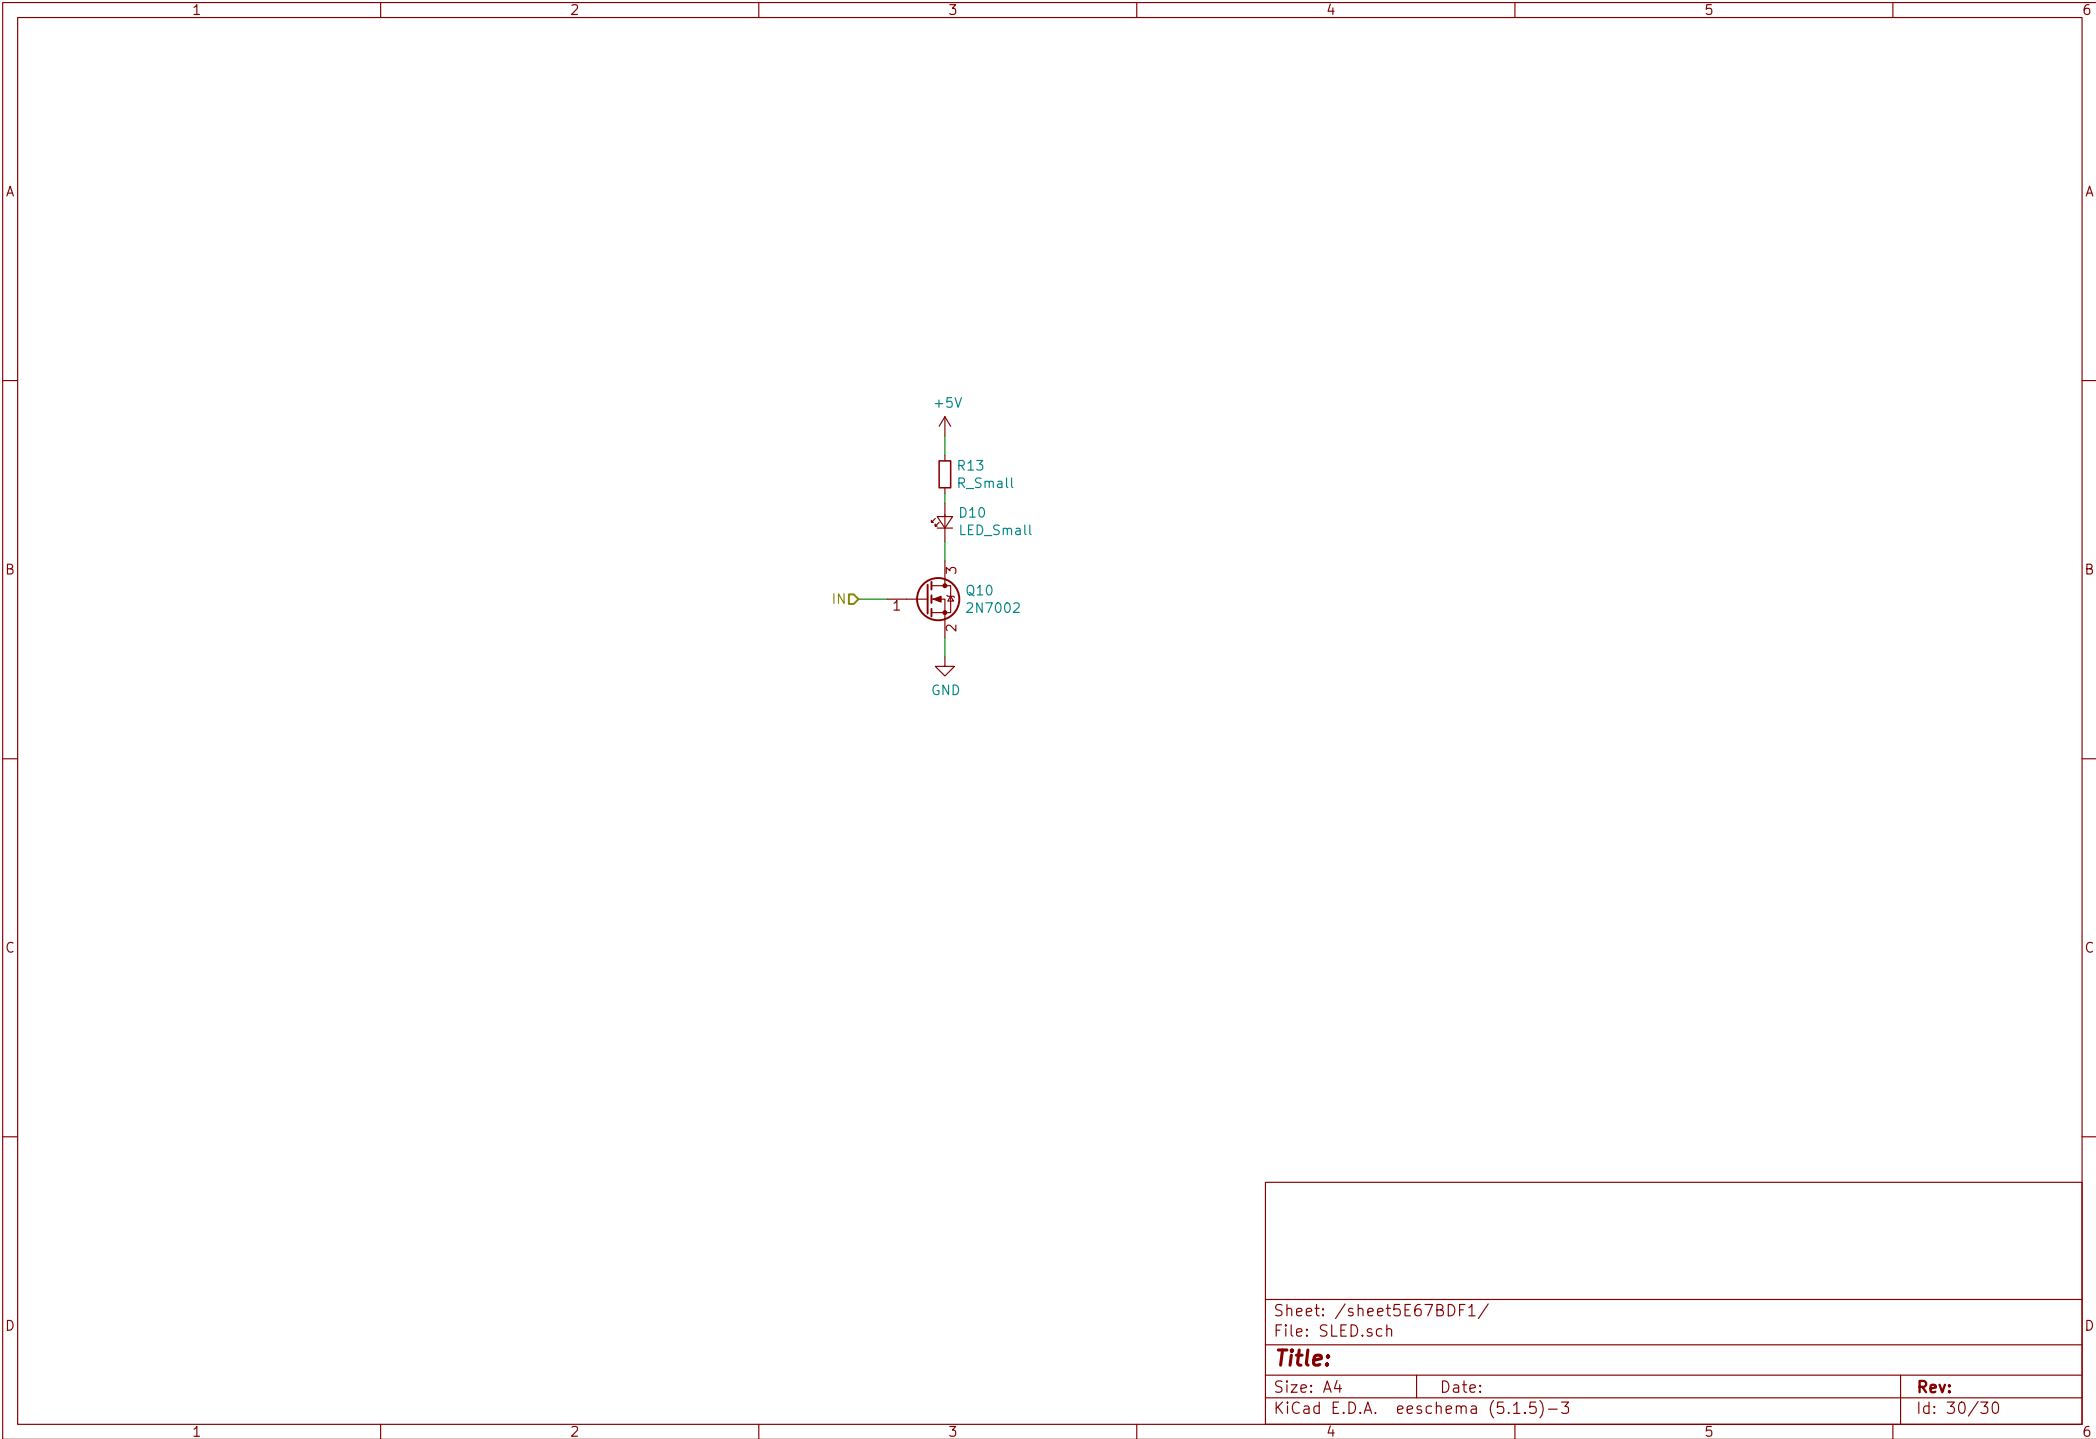 1 2 3 4 5 6
A A
+5V
R13
R_Small
D10
LED_Small
B B
3
Q10
IN
1
2N7002
2
GND
C C
Sheet: /sheet5E67BDF1/
D D
File: SLED.sch
Title:
Size: A4 Date: Rev:
KiCad E.D.A. eeschema (5.1.5)-3 Id: 30/30
1 2 3 4 5 6